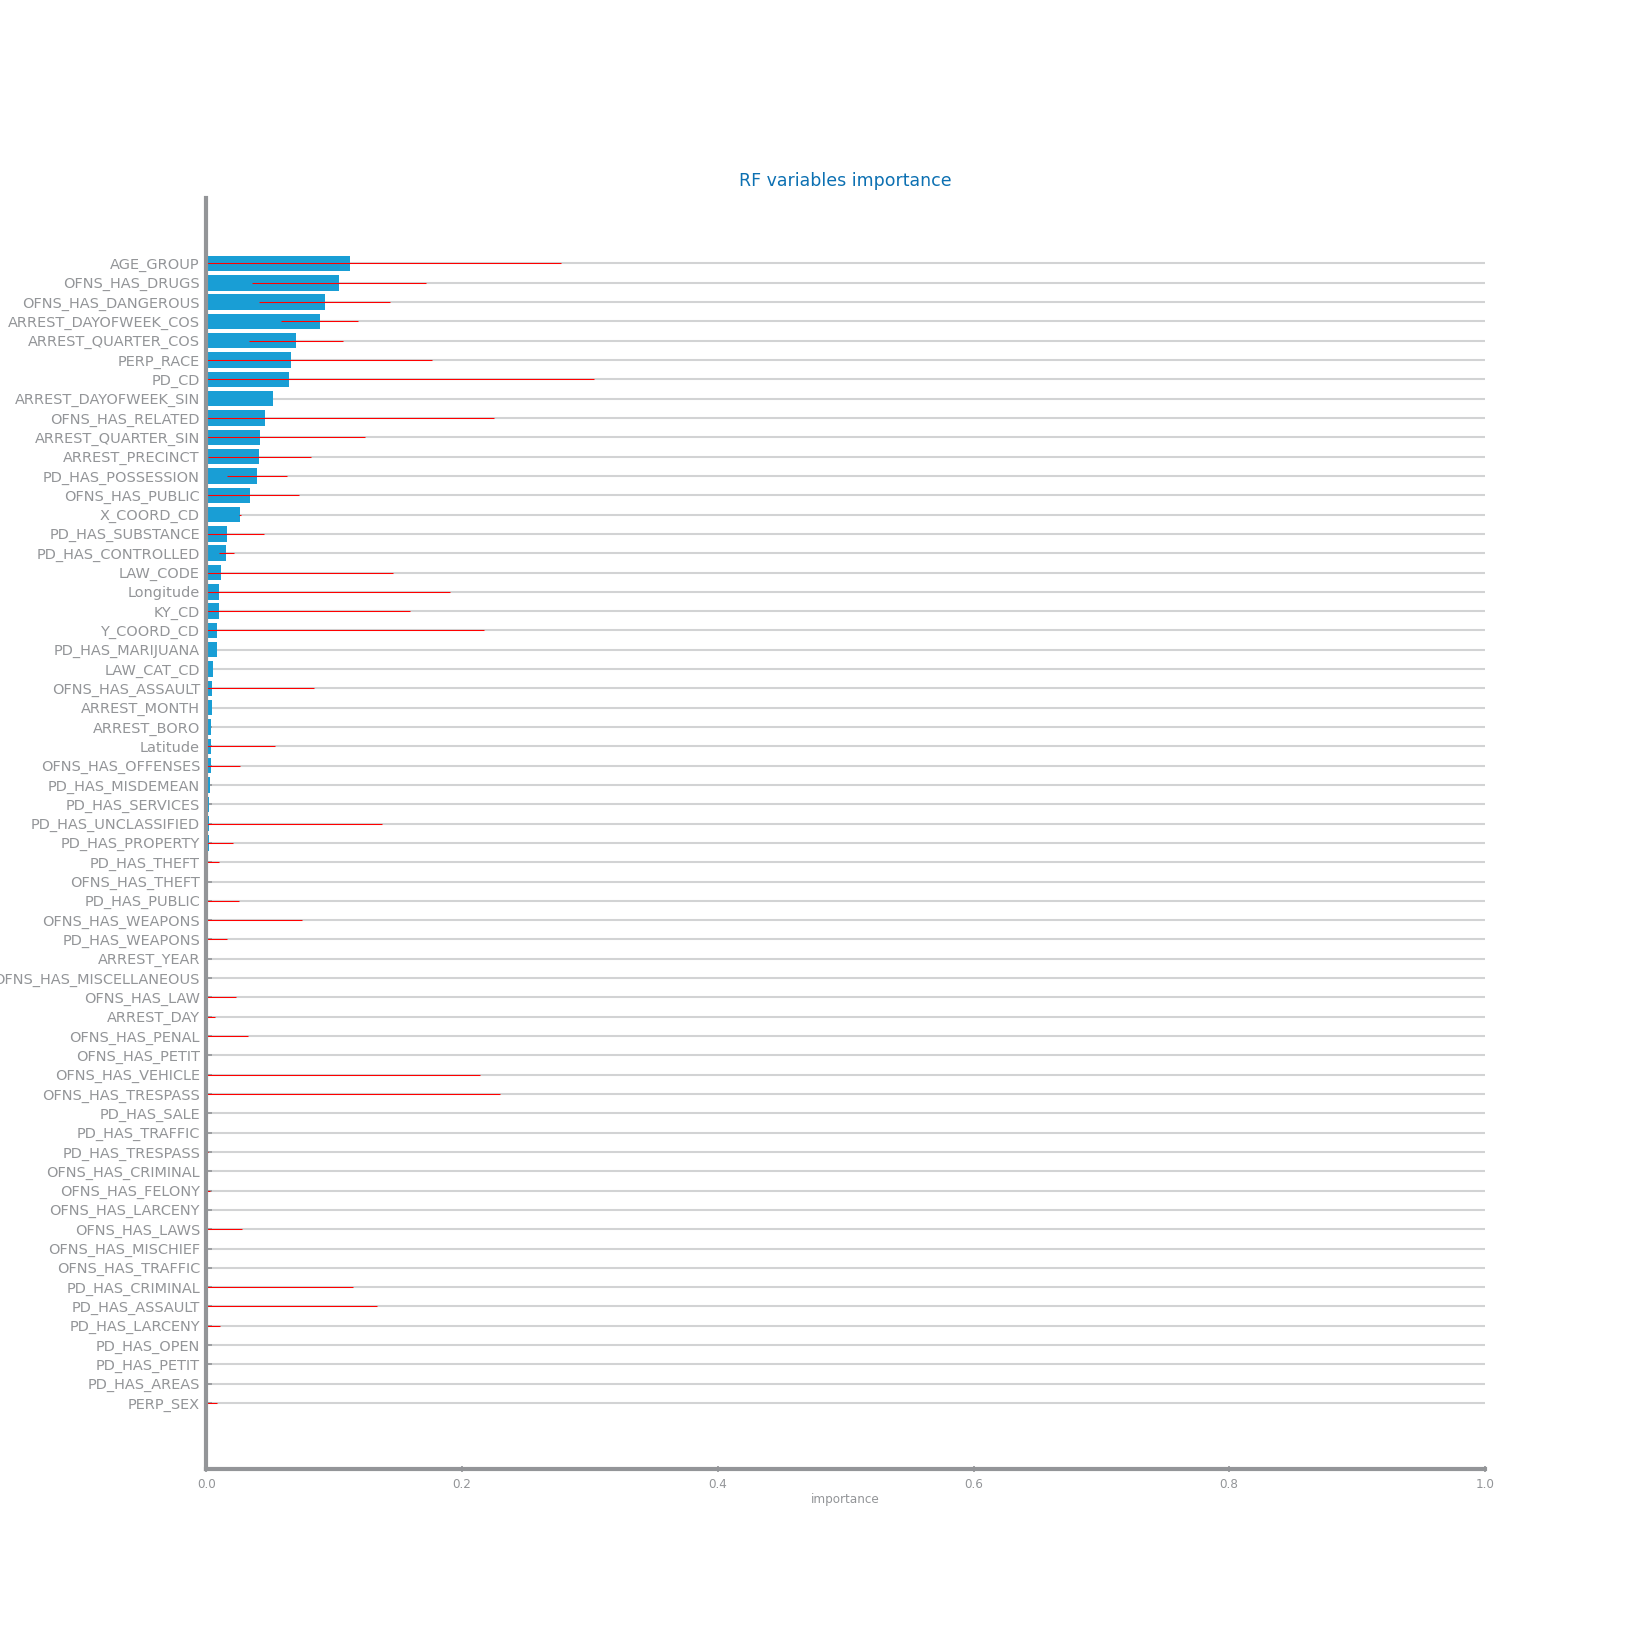 RF variables importance
AGE_GROUP
OFNS_HAS_DRUGS
OFNS_HAS_DANGEROUS
ARREST_DAYOFWEEK_COS
ARREST_QUARTER_COS
PERP_RACE
PD_CD
ARREST_DAYOFWEEK_SIN
OFNS_HAS_RELATED
ARREST_QUARTER_SIN
ARREST_PRECINCT
PD_HAS_POSSESSION
OFNS_HAS_PUBLIC
X_COORD_CD
PD_HAS_SUBSTANCE
PD_HAS_CONTROLLED
LAW_CODE
Longitude
KY_CD
Y_COORD_CD
PD_HAS_MARIJUANA
LAW_CAT_CD
OFNS_HAS_ASSAULT
ARREST_MONTH
ARREST_BORO
Latitude
OFNS_HAS_OFFENSES
PD_HAS_MISDEMEAN
PD_HAS_SERVICES
PD_HAS_UNCLASSIFIED
PD_HAS_PROPERTY
PD_HAS_THEFT
OFNS_HAS_THEFT
PD_HAS_PUBLIC
OFNS_HAS_WEAPONS
PD_HAS_WEAPONS
ARREST_YEAR
OFNS_HAS_MISCELLANEOUS
OFNS_HAS_LAW
ARREST_DAY
OFNS_HAS_PENAL
OFNS_HAS_PETIT
OFNS_HAS_VEHICLE
OFNS_HAS_TRESPASS
PD_HAS_SALE
PD_HAS_TRAFFIC
PD_HAS_TRESPASS
OFNS_HAS_CRIMINAL
OFNS_HAS_FELONY
OFNS_HAS_LARCENY
OFNS_HAS_LAWS
OFNS_HAS_MISCHIEF
OFNS_HAS_TRAFFIC
PD_HAS_CRIMINAL
PD_HAS_ASSAULT
PD_HAS_LARCENY
PD_HAS_OPEN
PD_HAS_PETIT
PD_HAS_AREAS
PERP_SEX
0.0 0.2 0.4 0.6 0.8 1.0
importance